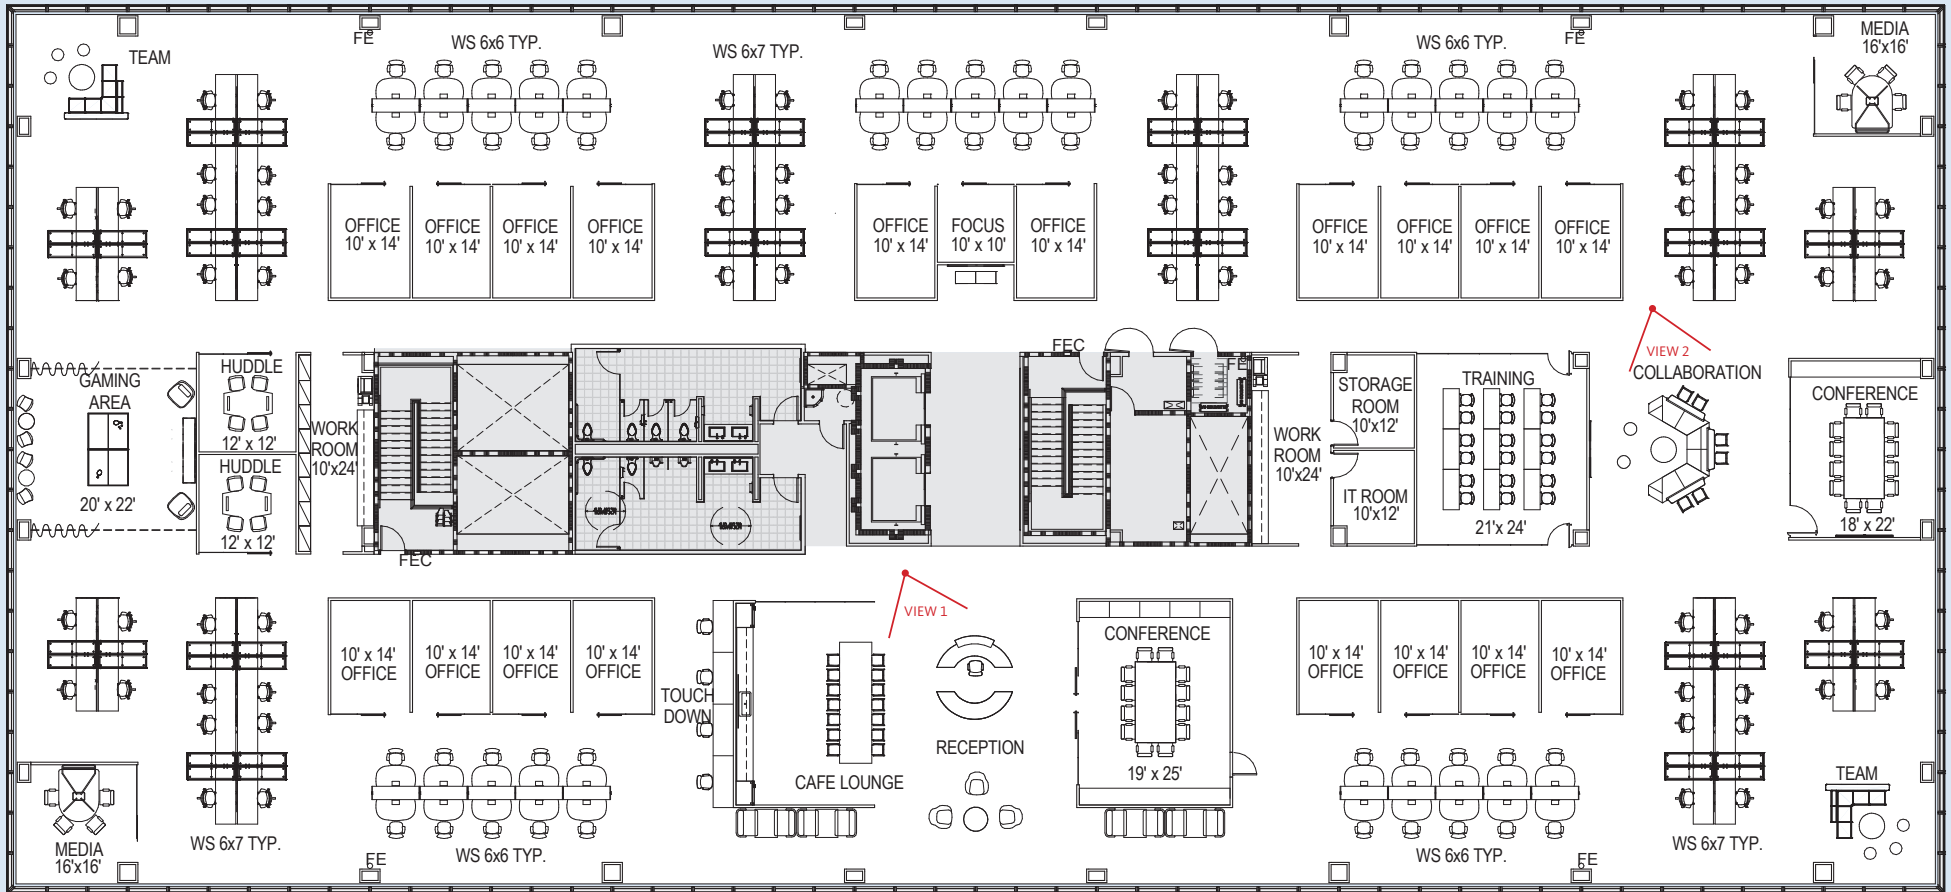 FE
WS 6x6 TYP.
WS 6x7 TYP.
WS 6x6 TYP.
FE
MEDIA
16'x16'
TEAM
OFFICE
10' x 14'
OFFICE
10' x 14'
OFFICE
10' x 14'
OFFICE
10' x 14'
OFFICE
10' x 14'
FOCUS
10' x 10'
OFFICE
10' x 14'
OFFICE
10' x 14'
OFFICE
10' x 14'
OFFICE
10' x 14'
OFFICE
10' x 14'
GAMING
AREA
20' x 22'
HUDDLE
12' x 12'
HUDDLE
12' x 12'
WORK
ROOM
10'x24'
FEC
FEC
WORK
ROOM
10'x24'
STORAGE
ROOM
10'x12'
IT ROOM
10'x12'
TRAINING
21'x 24'
VIEW 2
COLLABORATION
CONFERENCE
18' x 22'
VIEW 1
10' x 14'
OFFICE
10' x 14'
OFFICE
10' x 14'
OFFICE
10' x 14'
OFFICE
TOUCH
DOWN
CAFE LOUNGE
RECEPTION
CONFERENCE
19' x 25'
10' x 14'
OFFICE
10' x 14'
OFFICE
10' x 14'
OFFICE
10' x 14'
OFFICE
MEDIA
16'x16'
WS 6x7 TYP.
FE
WS 6x6 TYP.
WS 6x6 TYP.
FE
WS 6x7 TYP.
TEAM